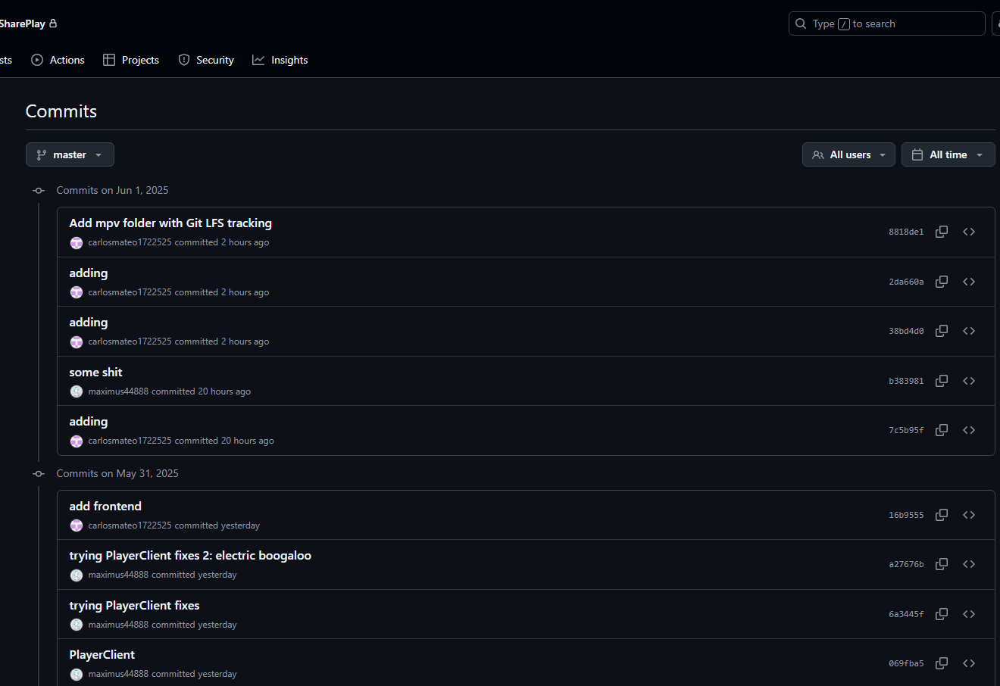 SharePlay
Type / to search
sts Actions Projects Security Insights
Commits
master All users All time
Commits on Jun 1, 2025
Add mpv folder with Git LFS tracking
carlosmateo1722525 committed 2 hours ago
8818de1
adding
carlosmateo1722525 committed 2 hours ago
2da660a
adding
carlosmateo1722525 committed 2 hours ago
38bd4d0
some shit
maximus44888 committed 20 hours ago
b383981
adding
carlosmateo1722525 committed 20 hours ago
7c5b95f
Commits on May 31, 2025
add frontend
carlosmateo1722525 committed yesterday
16b9555
trying PlayerClient fixes 2: electric boogaloo
maximus44888 committed yesterday
a27676b
trying PlayerClient fixes
maximus44888 committed yesterday
6a3445f
PlayerClient
maximus44888 committed yesterday
069fba5